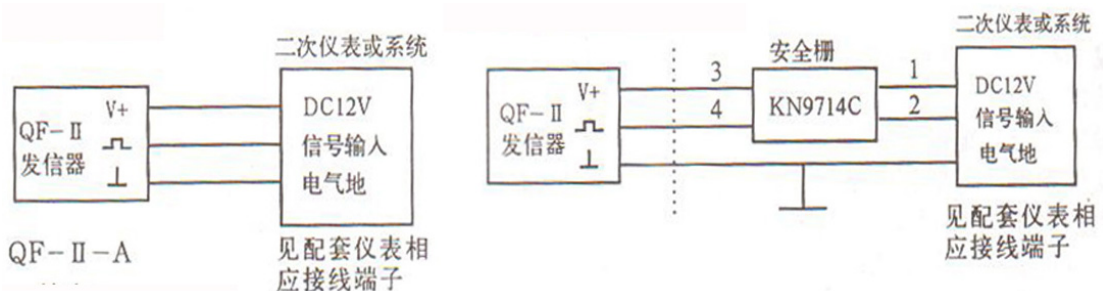 二次仪表或系统
QF-Ⅱ
发信器
V+
DC12V
信号输入
电气地
QF-Ⅱ-A
见配套仪表相
应接线端子
二次仪表或系统
安全栅
QF-Ⅱ
发信器
V+
3
4
KN9714C
1
2
DC12V
信号输入
电气地
见配套仪表相
应接线端子